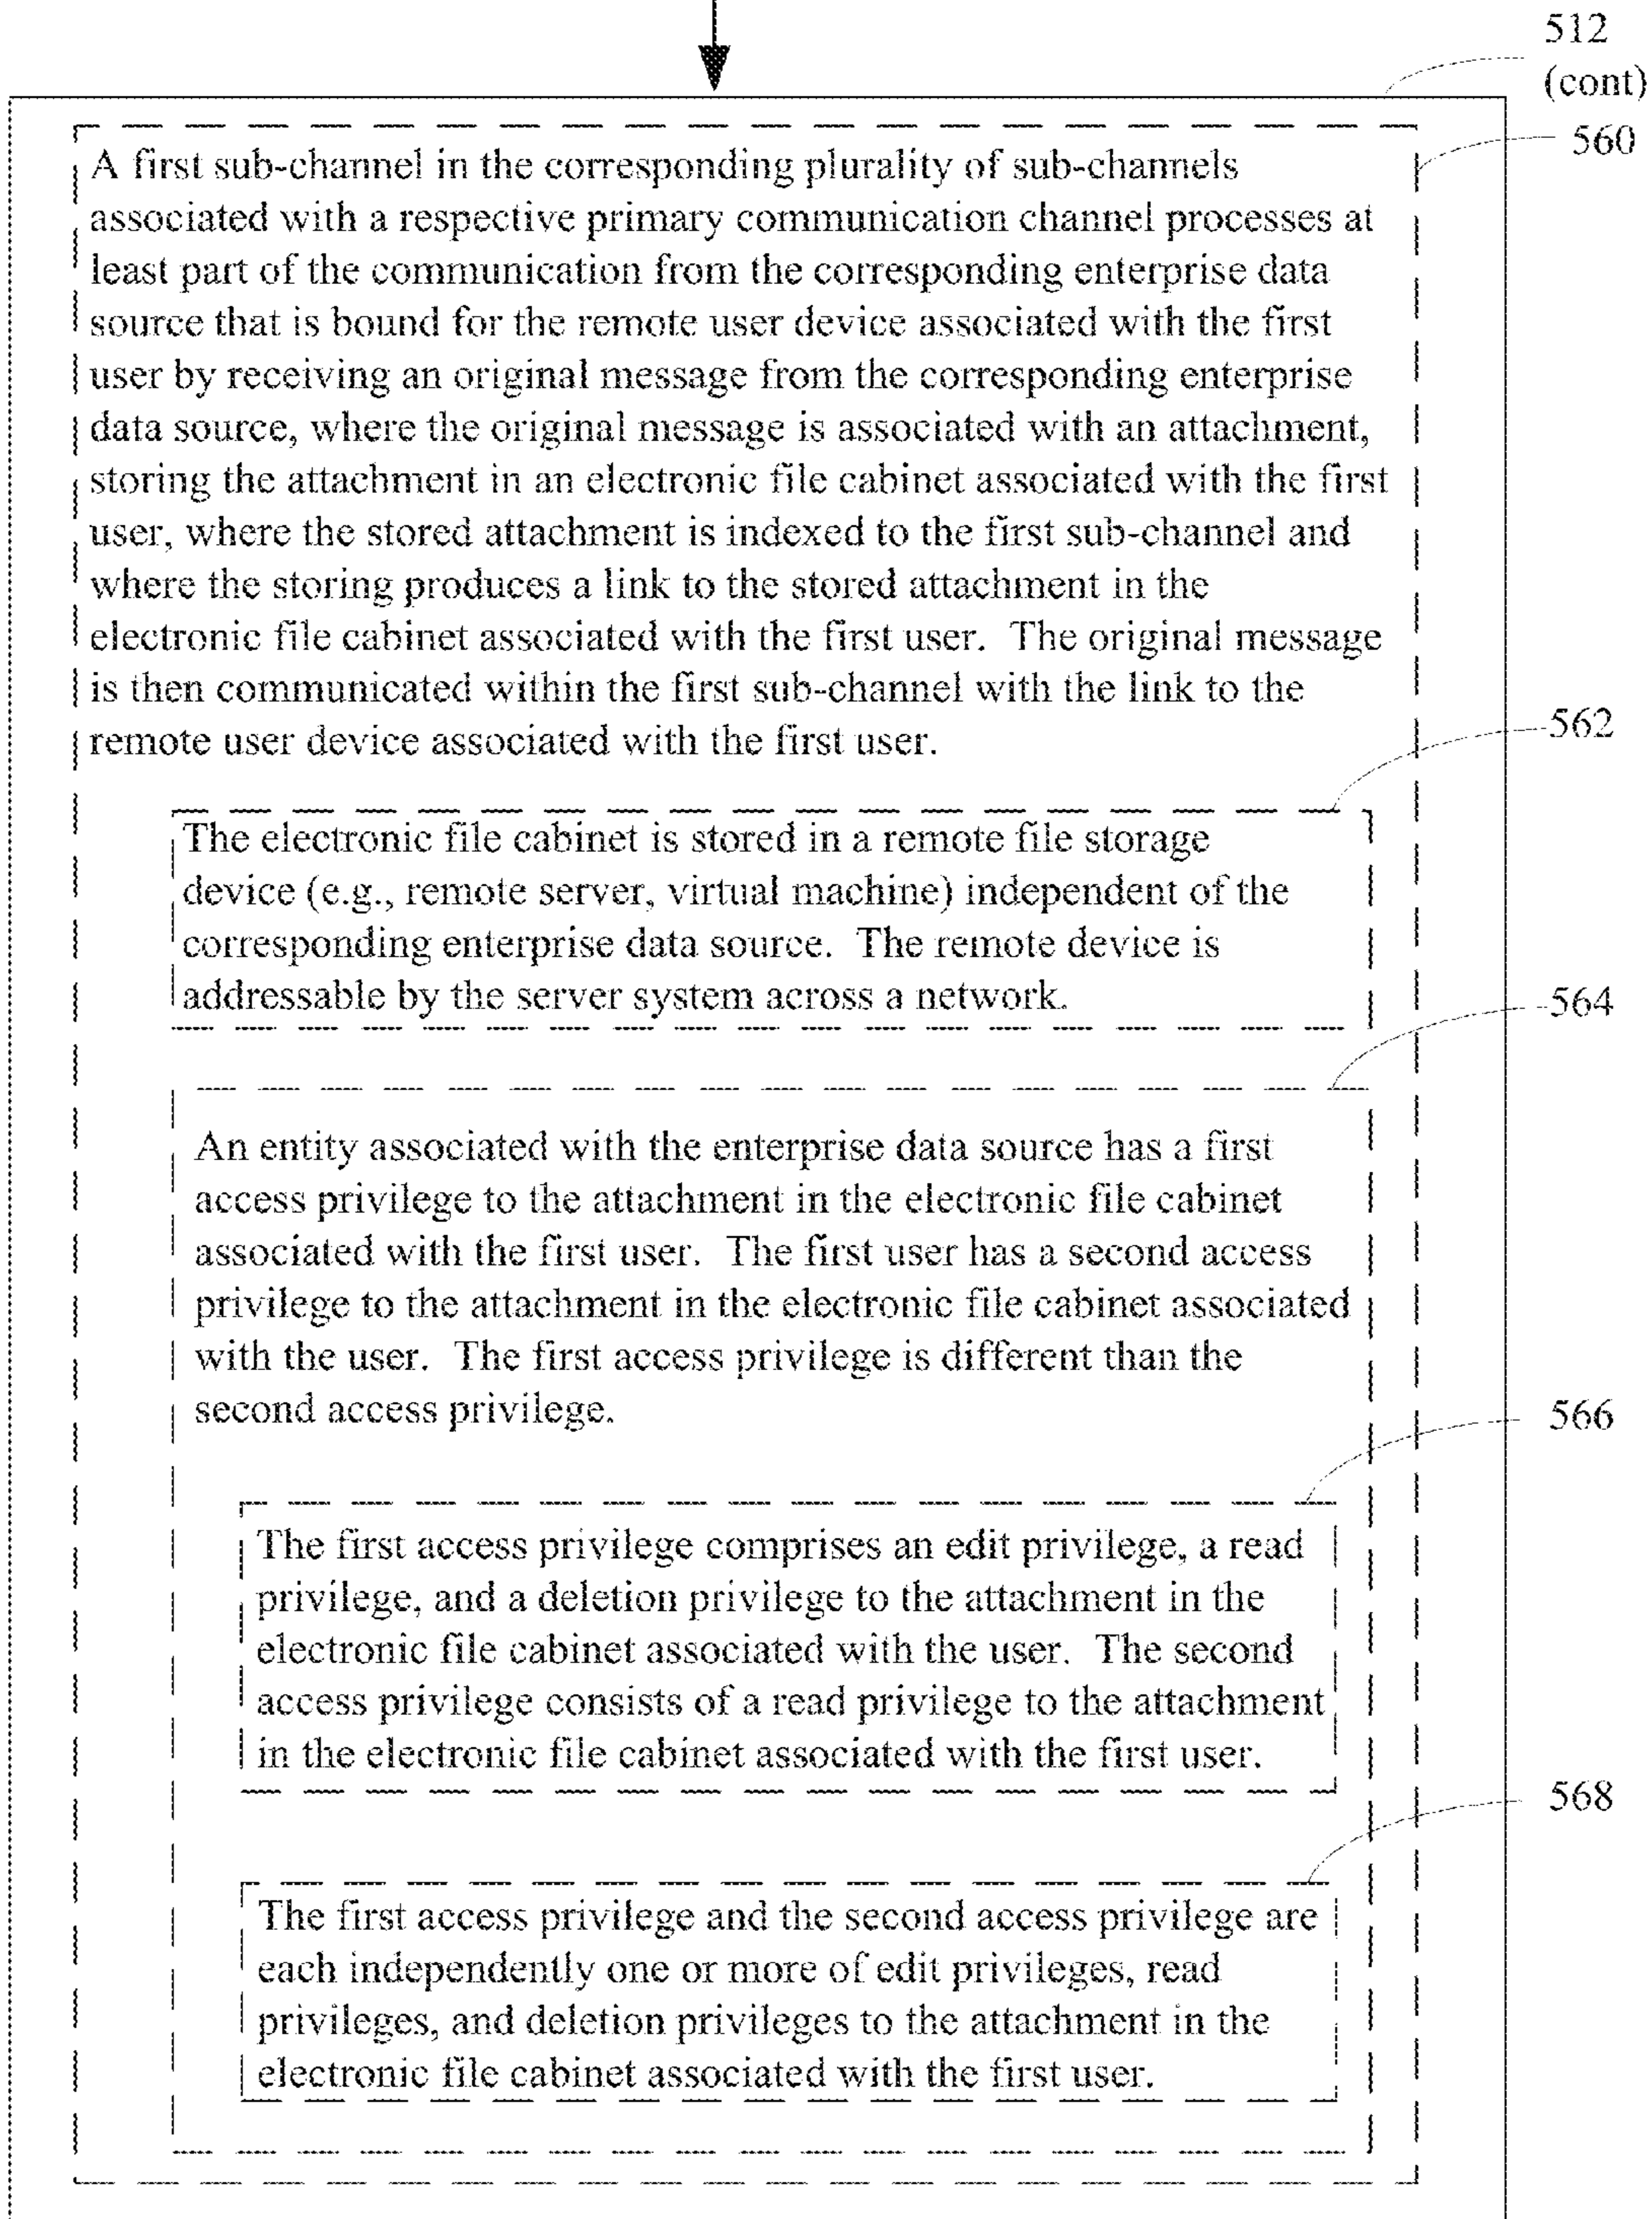 512
(cont)
560
A first sub-channel in the corresponding plurality of sub-channels
associated with a respective primary communication channel processes at
least part of the communication from the corresponding enterprise data
source that is bound for the remote user device associated with the first
user by receiving an original message from the corresponding enterprise
data source, where the original message is associated with an attachment,
storing the attachment in an electronic file cabinet associated with the first
user, where the stored attachment is indexed to the first sub-channel and
where the storing produces a link to the stored attachment in the
electronic file cabinet associated with the first user.  The original message
is then communicated within the first sub-channel with the link to the
remote user device associated with the first user.
562
The electronic file cabinet is stored in a remote file storage
device (e.g., remote server, virtual machine) independent of the
corresponding enterprise data source.  The remote device is
addressable by the server system across a network.
564
An entity associated with the enterprise data source has a first
access privilege to the attachment in the electronic file cabinet
associated with the first user.  The first user has a second access
privilege to the attachment in the electronic file cabinet associated
with the user.  The first access privilege is different than the
second access privilege.
566
The first access privilege comprises an edit privilege, a read
privilege, and a deletion privilege to the attachment in the
electronic file cabinet associated with the user.  The second
access privilege consists of a read privilege to the attachment
in the electronic file cabinet associated with the first user.
568
The first access privilege and the second access privilege are
each independently one or more of edit privileges, read
privileges, and deletion privileges to the attachment in the
electronic file cabinet associated with the first user.